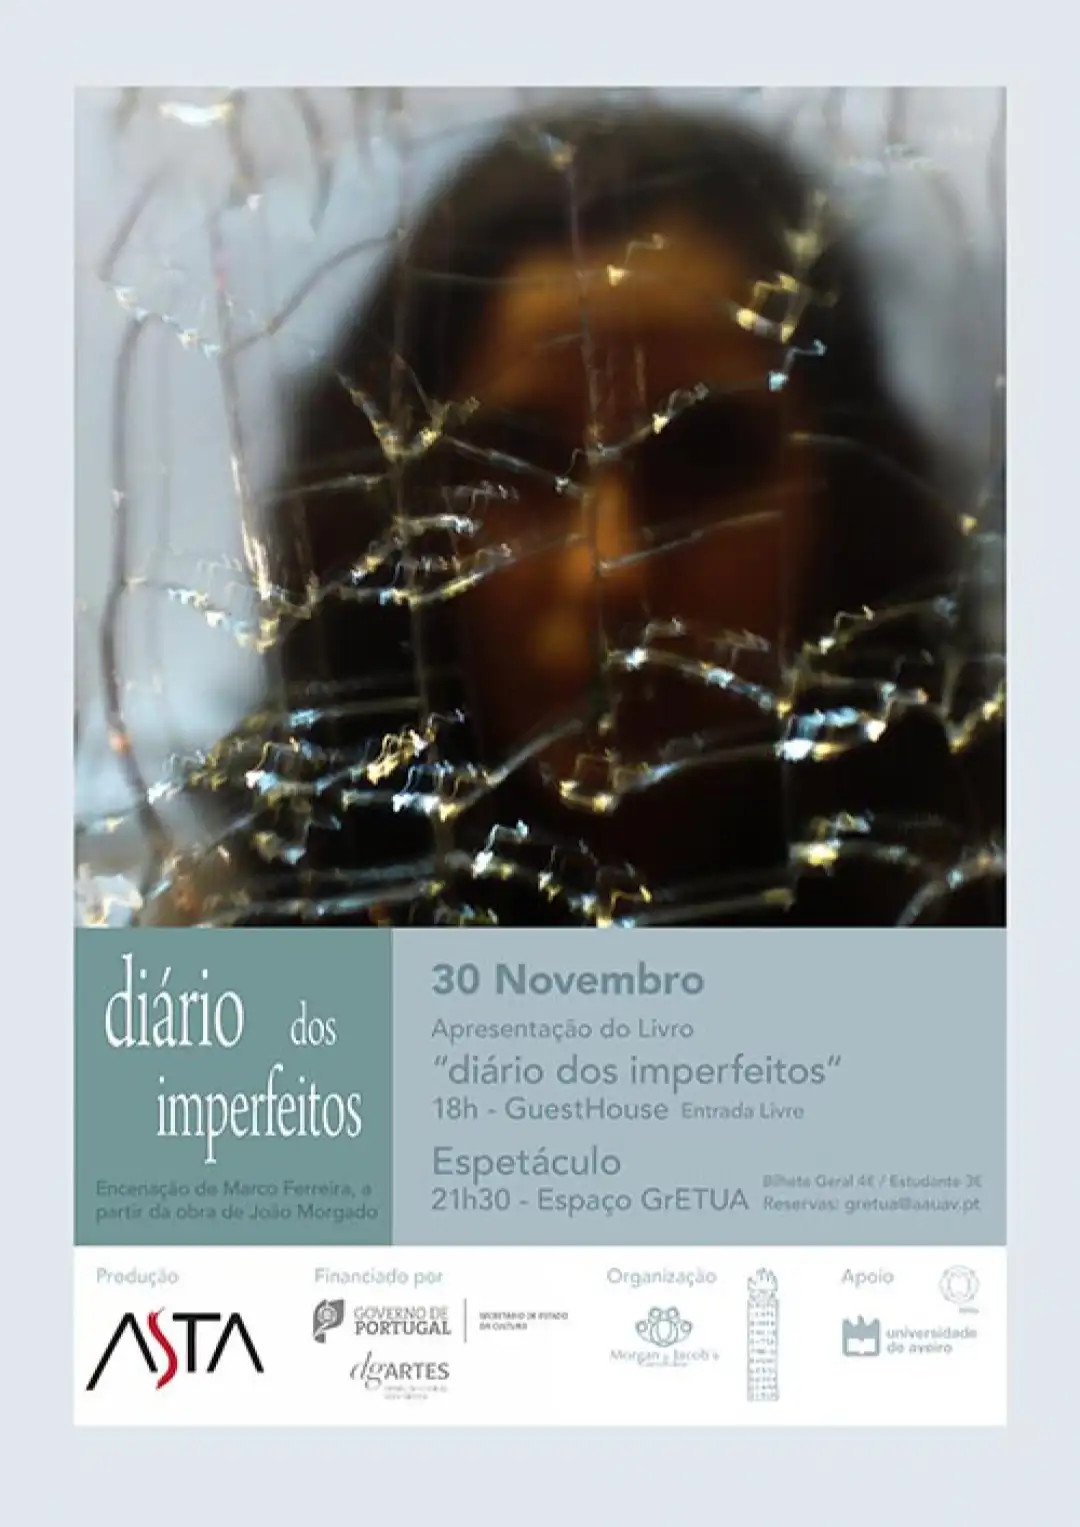 diário dos
imperfeitos
Encenação de Marco Ferreira, a
partir da obra de João Morgado
30 Novembro
Apresentação do Livro
“diário dos imperfeitos”
18h - GuestHouse Entrada Livre
Espetáculo
21h30 - Espaço GrETUA
Bilhete Geral 4€ / Estudante 3€
Reservas: gretua@aauav.pt
Produção
ASTA
Financiado por
GOVERNO DE
PORTUGAL
SECRETÁRIO DE ESTADO
DA CULTURA
dgARTES
Organização
Morgan y Jacob's
Apoio
universidade
de aveiro